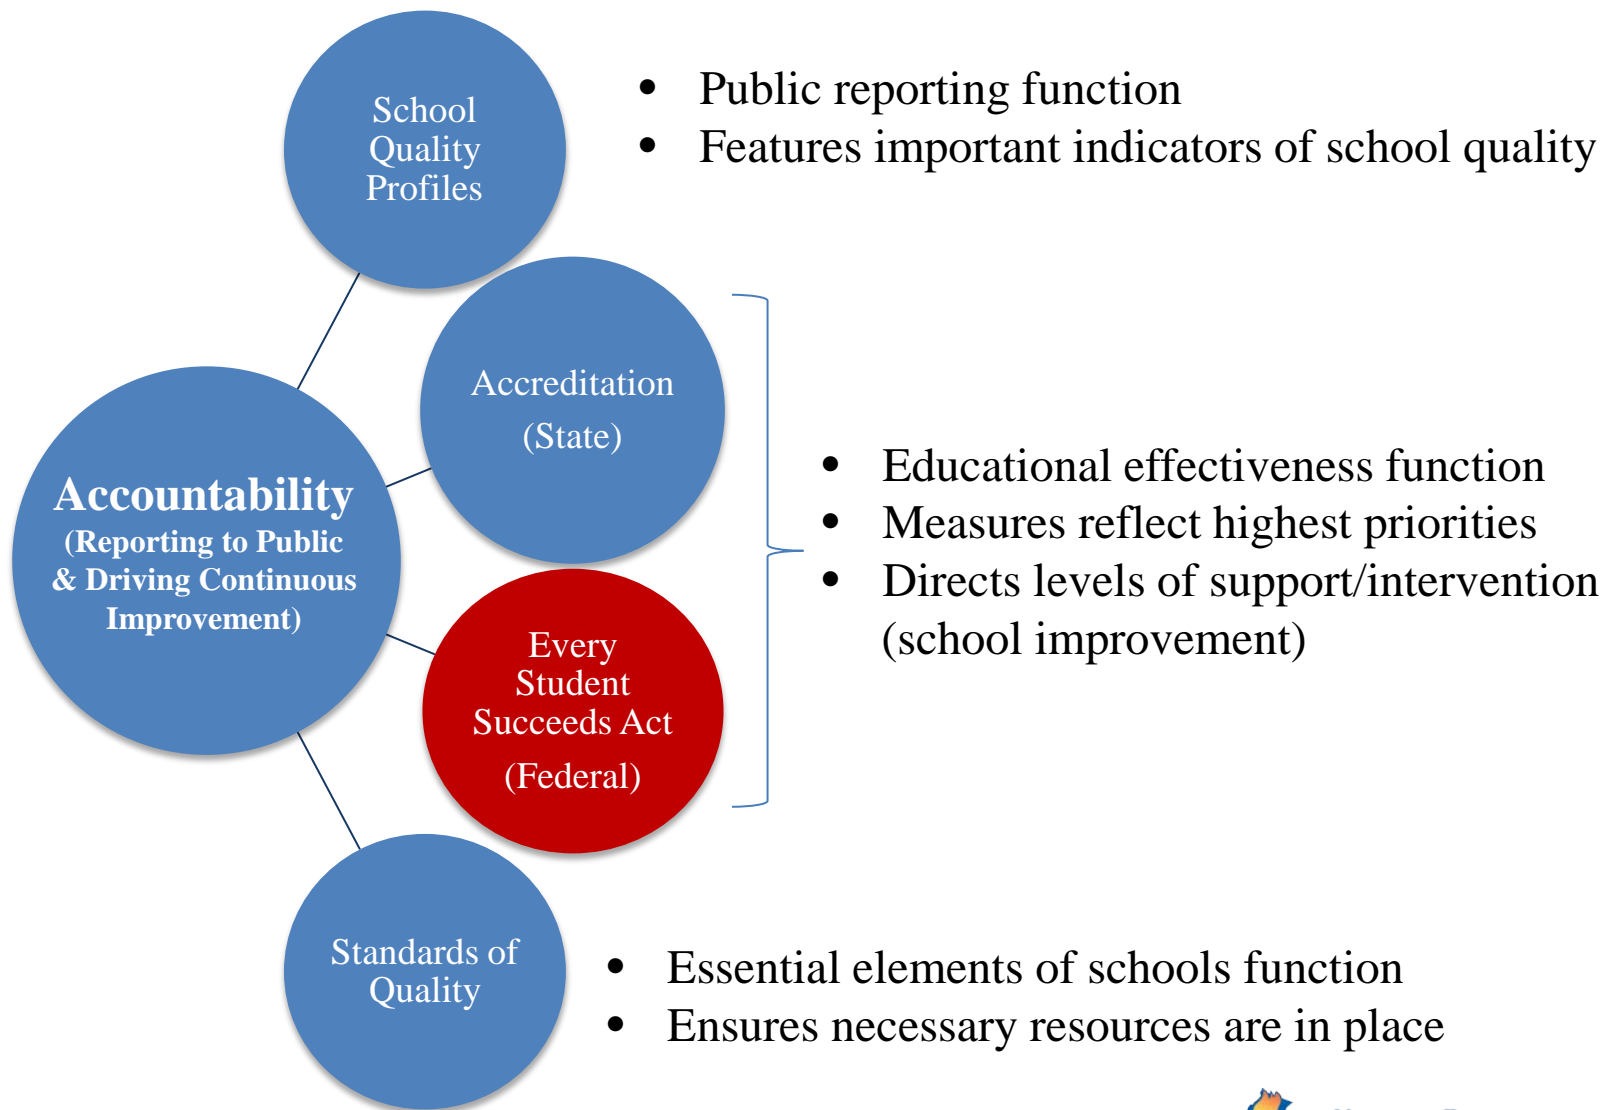 School
Quality
Profiles
• Public reporting function
• Features important indicators of school quality
Accreditation
(State)
Accountability
(Reporting to Public
& Driving Continuous
Improvement)
• Educational effectiveness function
• Measures reflect highest priorities
• Directs levels of support/intervention
(school improvement)
Every
Student
Succeeds Act
(Federal)
Standards of
Quality
• Essential elements of schools function
• Ensures necessary resources are in place